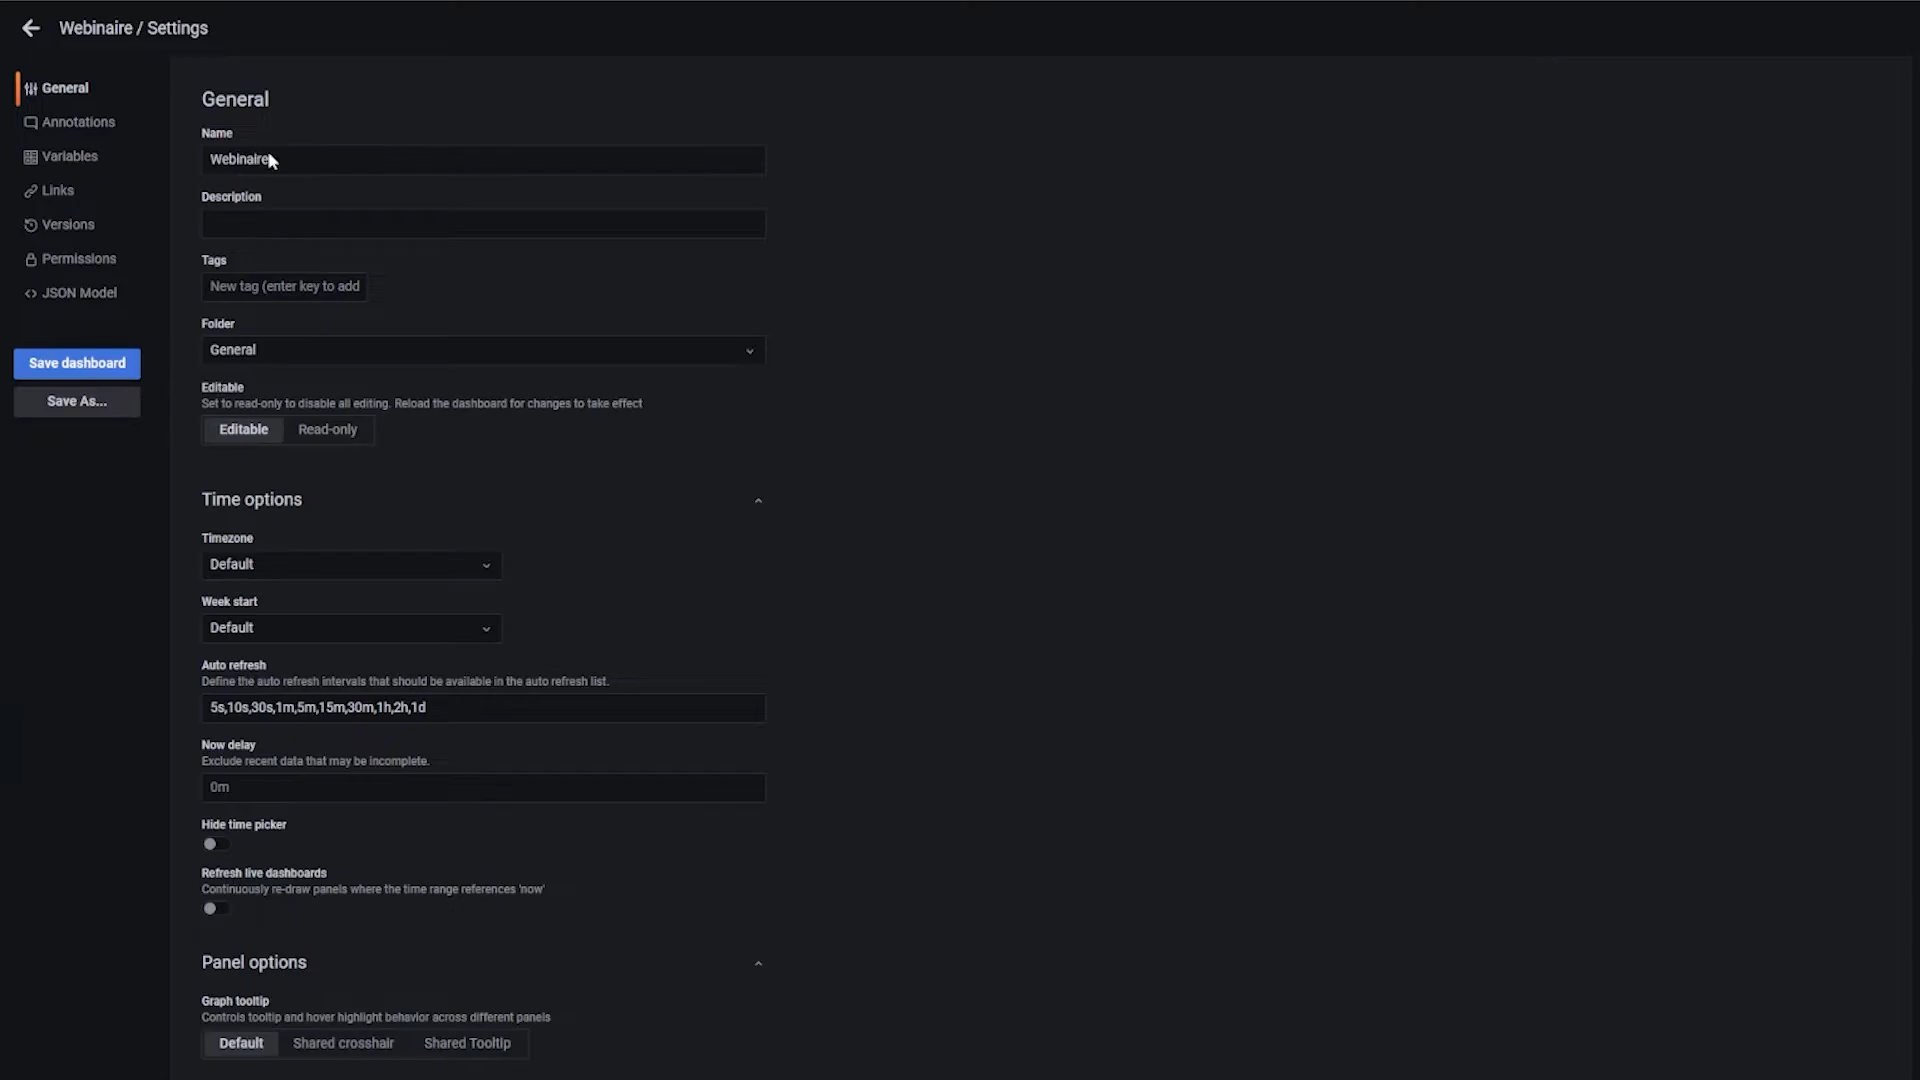 Webinaire / Settings
General
Annotations
Variables
Links
Versions
Permissions
JSON Model
Save dashboard
Save As...
General
Name
Webinaire
Description
Tags
New tag (enter key to add
Folder
General
Editable
Set to read-only to disable all editing. Reload the dashboard for changes to take effect
Editable Read-only
Time options
Timezone
Default
Week start
Default
Auto refresh
Define the auto refresh intervals that should be available in the auto refresh list.
5s,10s,30s,1m,5m,15m,30m,1h,2h,1d
Now delay
Exclude recent data that may be incomplete.
0m
Hide time picker
Refresh live dashboards
Continuously re-draw panels where the time range references 'now'
Panel options
Graph tooltip
Controls tooltip and hover highlight behavior across different panels
Default Shared crosshair Shared Tooltip